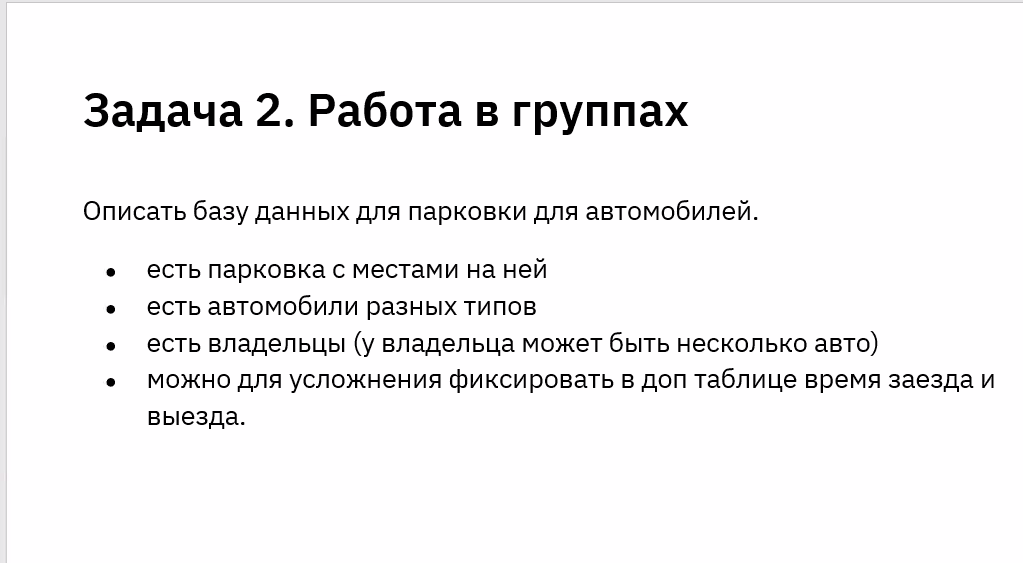 Задача 2. Работа в группах
Описать базу данных для парковки для автомобилей.
● есть парковка с местами на ней
● есть автомобили разных типов
● есть владельцы (у владельца может быть несколько авто)
● можно для усложнения фиксировать в доп таблице время заезда и
выезда.